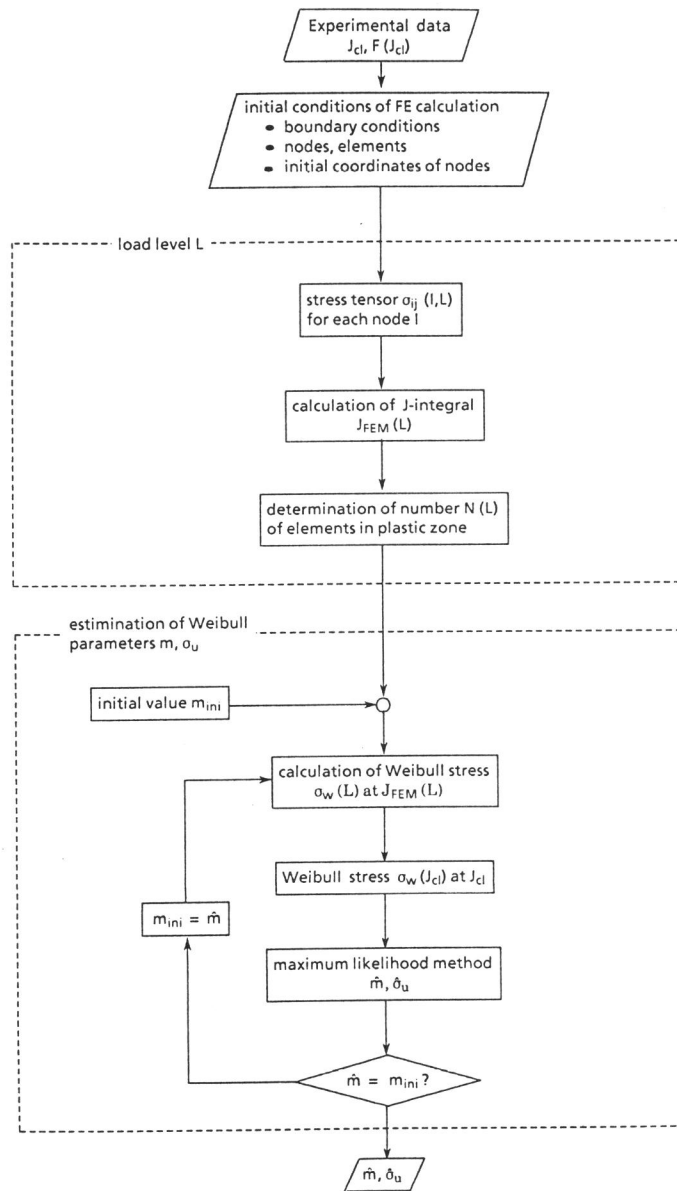 Experimental data
J_cl, F (J_cl)
initial conditions of FE calculation
• boundary conditions
• nodes, elements
• initial coordinates of nodes
load level L
stress tensor σ_ij (I,L)
for each node I
calculation of J-integral
J_FEM (L)
determination of number N (L)
of elements in plastic zone
estimination of Weibull
parameters m, σ_u
initial value m_ini
calculation of Weibull stress
σ_w (L) at J_FEM (L)
Weibull stress σ_w (J_cl) at J_cl
m_ini = m̂
maximum likelihood method
m̂, σ̂_u
m̂ = m_ini ?
m̂, σ̂_u